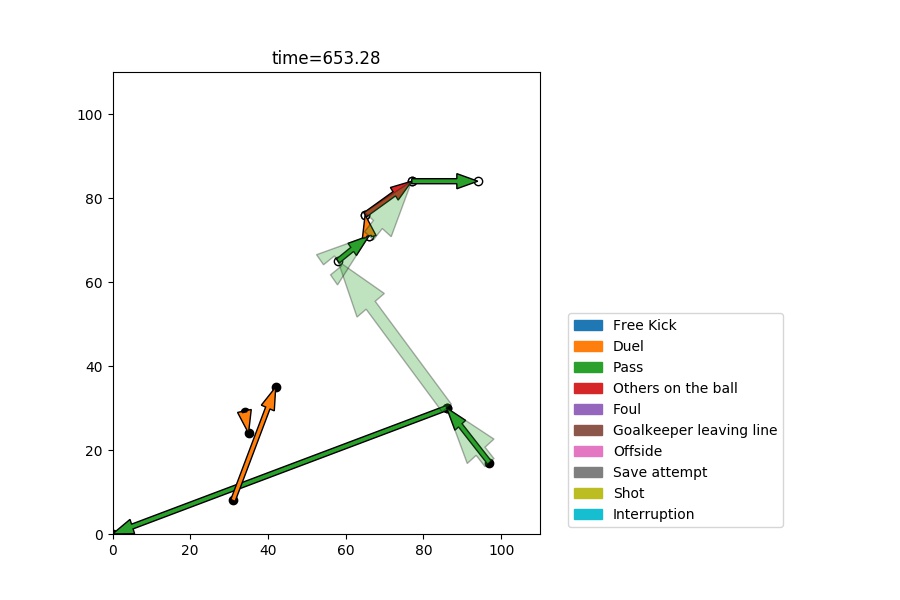 time=653.28
100
80
60
40
20
0
0 20 40 60 80 100
Free Kick
Duel
Pass
Others on the ball
Foul
Goalkeeper leaving line
Offside
Save attempt
Shot
Interruption